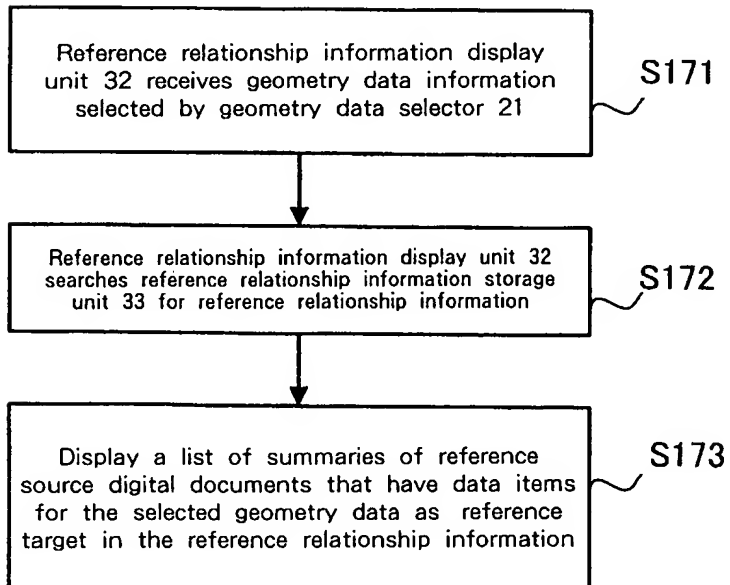 Reference relationship information display
unit 32 receives geometry data information
selected by geometry data selector 21
S171
Reference relationship information display unit 32
searches reference relationship information storage
unit 33 for reference relationship information
S172
Display a list of summaries of reference
source digital documents that have data items
for the selected geometry data as reference
target in the reference relationship information
S173